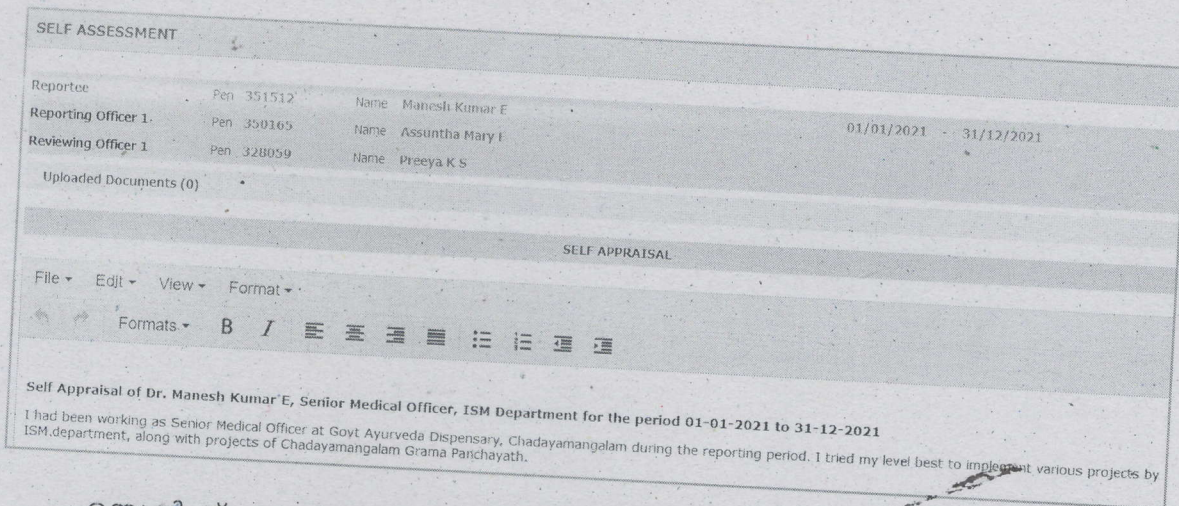 SELF ASSESSMENT
Reportee Pen 351512 Name Manesh Kumar E 01/01/2021 - 31/12/2021
Reporting Officer 1 Pen 350165 Name Assuntha Mary F
Reviewing Officer 1 Pen 328059 Name Preeya K S
Uploaded Documents (0)
SELF APPRAISAL
File Edit View Format
Formats B I
Self Appraisal of Dr. Manesh Kumar E, Senior Medical Officer, ISM Department for the period 01-01-2021 to 31-12-2021
I had been working as Senior Medical Officer at Govt Ayurveda Dispensary, Chadayamangalam during the reporting period. I tried my level best to implement various projects by
ISM.department, along with projects of Chadayamangalam Grama Panchayath.